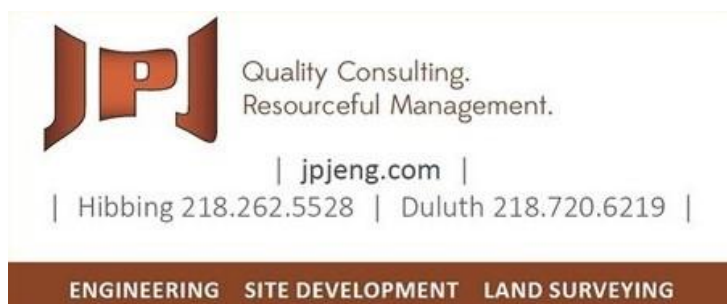 JPJ
Quality Consulting.
Resourceful Management.
| jpjeng.com |
| Hibbing 218.262.5528 | Duluth 218.720.6219 |
ENGINEERING SITE DEVELOPMENT LAND SURVEYING